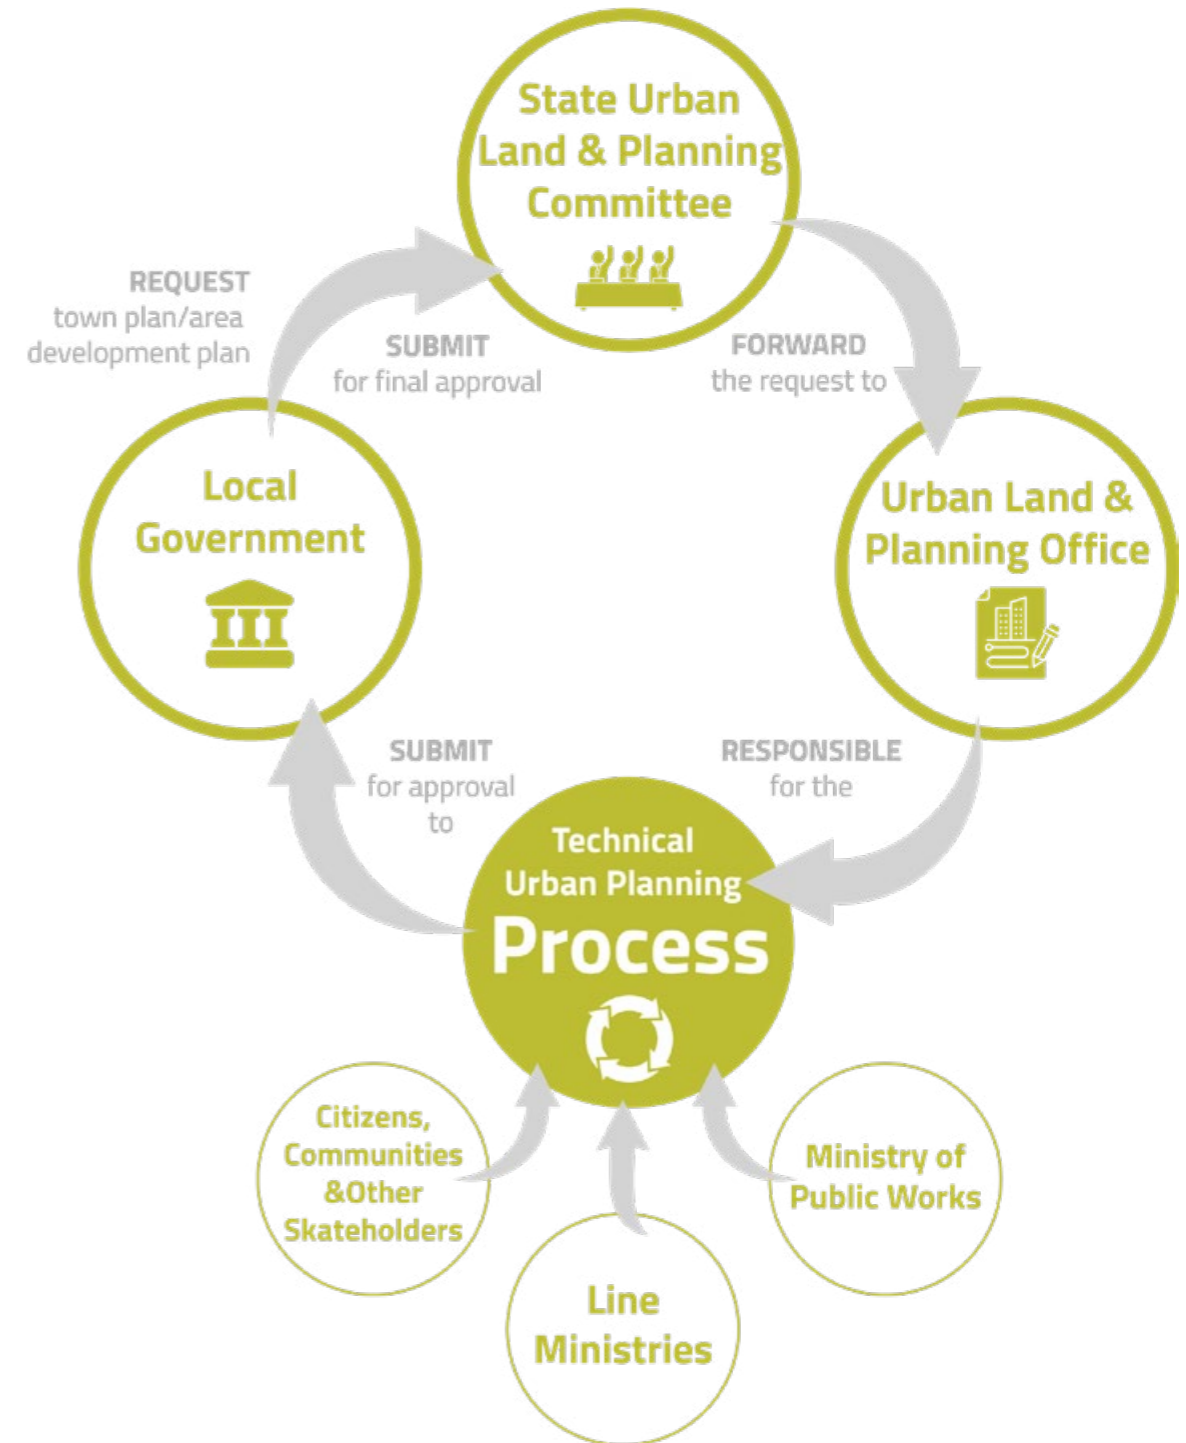 State Urban
Land & Planning
Committee
REQUEST
town plan/area
development plan
SUBMIT
for final approval
FORWARD
the request to
Local
Government
Urban Land &
Planning Office
SUBMIT
for approval
to
RESPONSIBLE
for the
Technical
Urban Planning
Process
Citizens,
Communities
&Other
Skateholders
Line
Ministries
Ministry of
Public Works